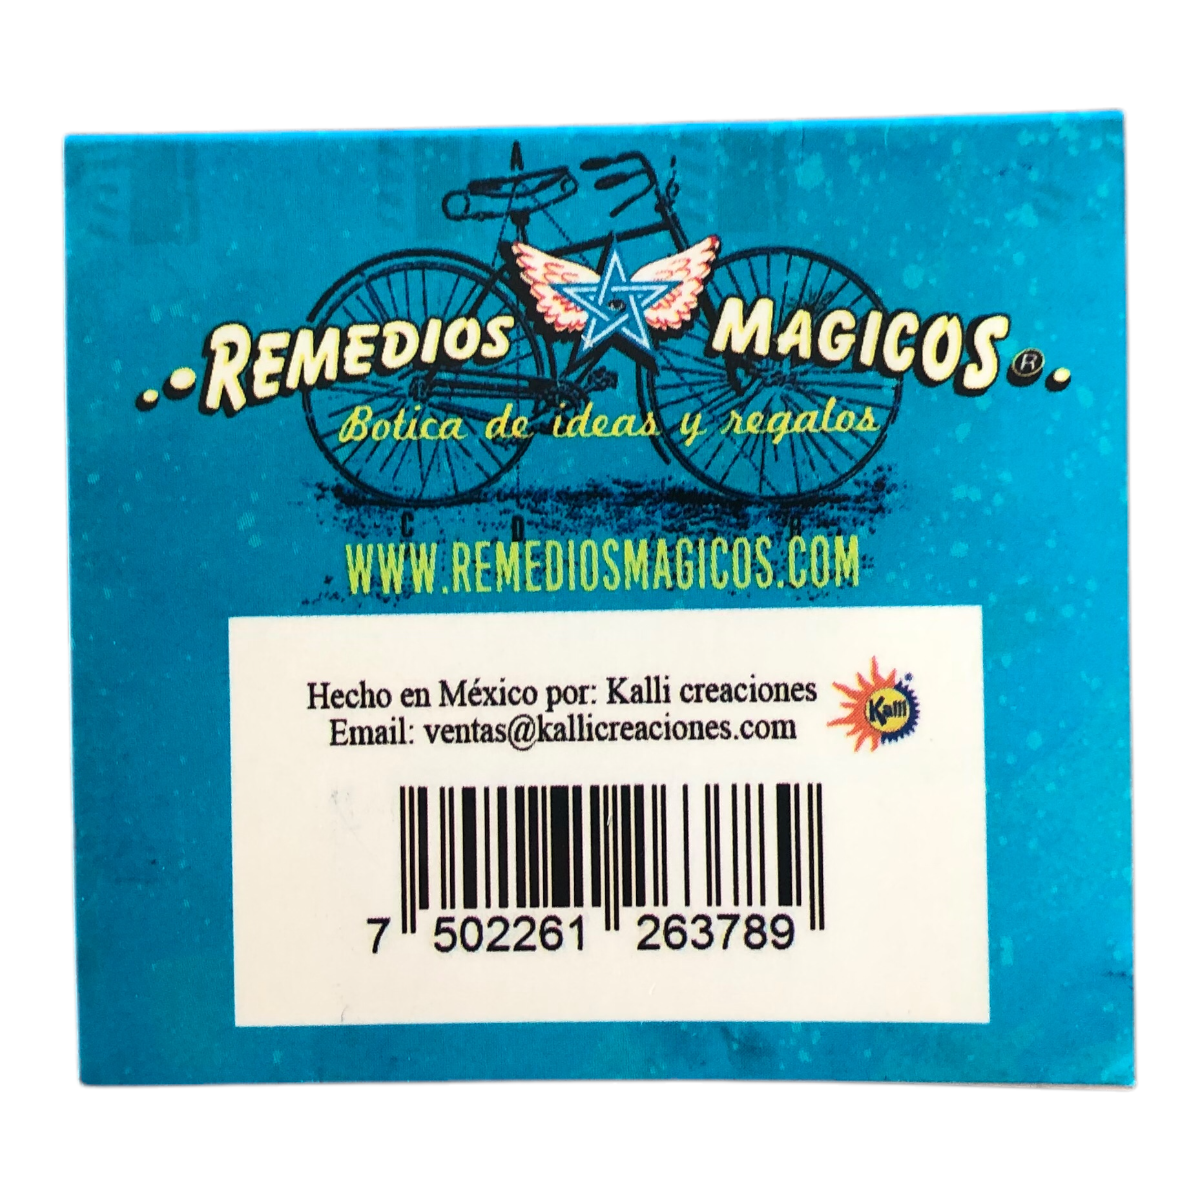 A
..REMEDIOS MAGICOS®.
Botica de ideas y regalos
C D B
WWW.REMEDIOSMAGICOS.COM
Hecho en México por: Kalli creaciones
Email: ventas@kallicreaciones.com
Kalli
7 502261 263789